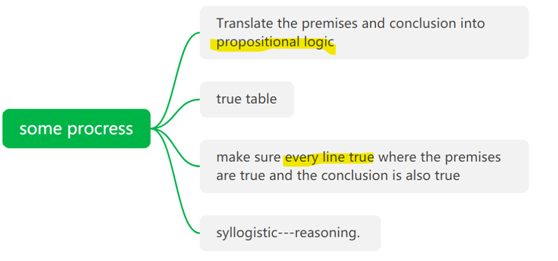 some procress
Translate the premises and conclusion into
propositional logic
true table
make sure every line true where the premises
are true and the conclusion is also true
syllogistic---reasoning.